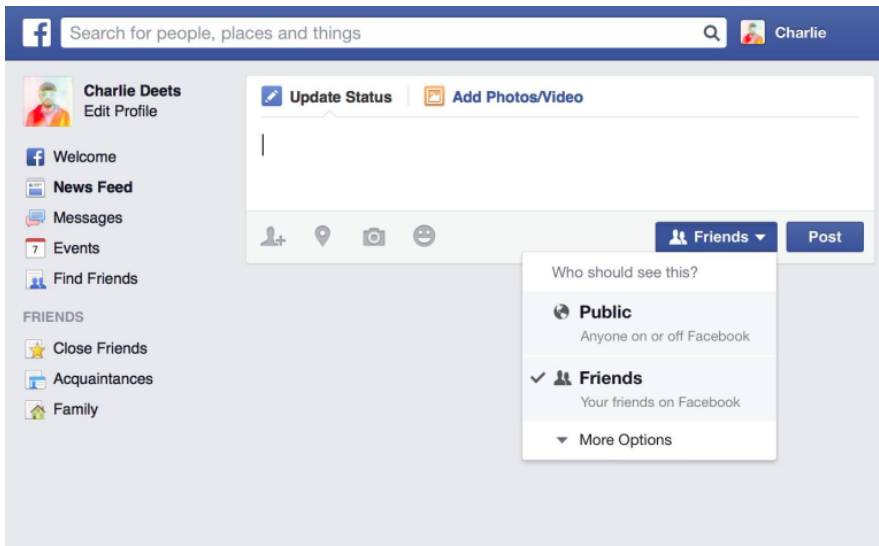 f Search for people, places and things Charlie
Charlie Deets
Edit Profile
Welcome
News Feed
Messages
7 Events
Find Friends
FRIENDS
Close Friends
Acquaintances
Family
Update Status Add Photos/Video
Friends Post
Who should see this?
Public
Anyone on or off Facebook
Friends
Your friends on Facebook
More Options